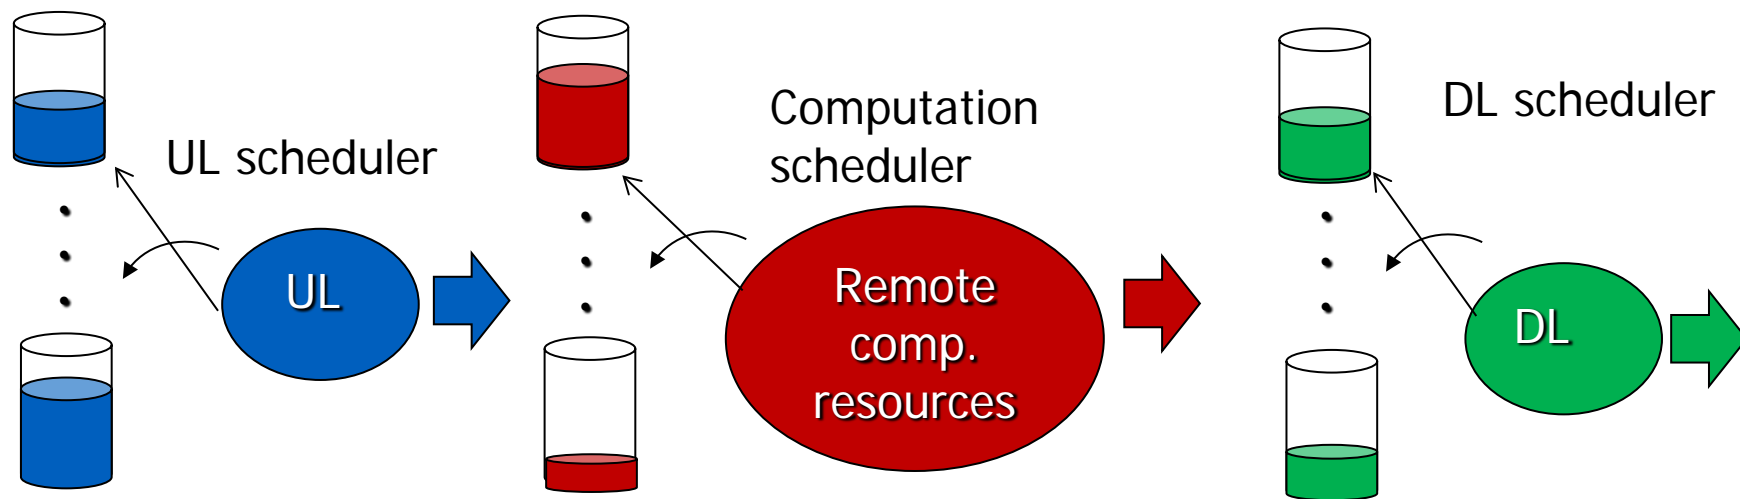 UL scheduler
UL
Computation
scheduler
Remote
comp.
resources
DL scheduler
DL